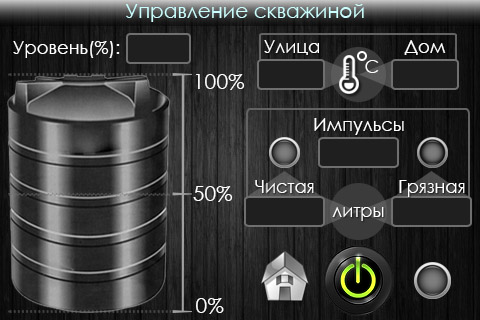 Управление скважиной
Уровень(%):
Улица
Дом
°C
100%
Импульсы
50%
Чистая
Грязная
литры
0%